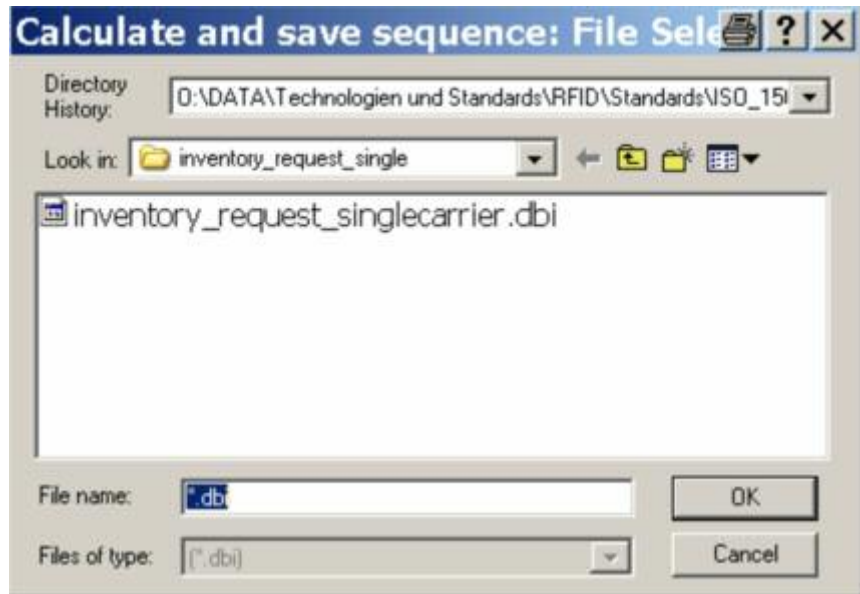 Calculate and save sequence: File Sele
Directory History: O:\DATA\Technologien und Standards\RFID\Standards\ISO_15
Look in: inventory_request_single
inventory_request_singlecarrier.dbi
File name: *.dbi
OK
Files of type: (*.dbi)
Cancel